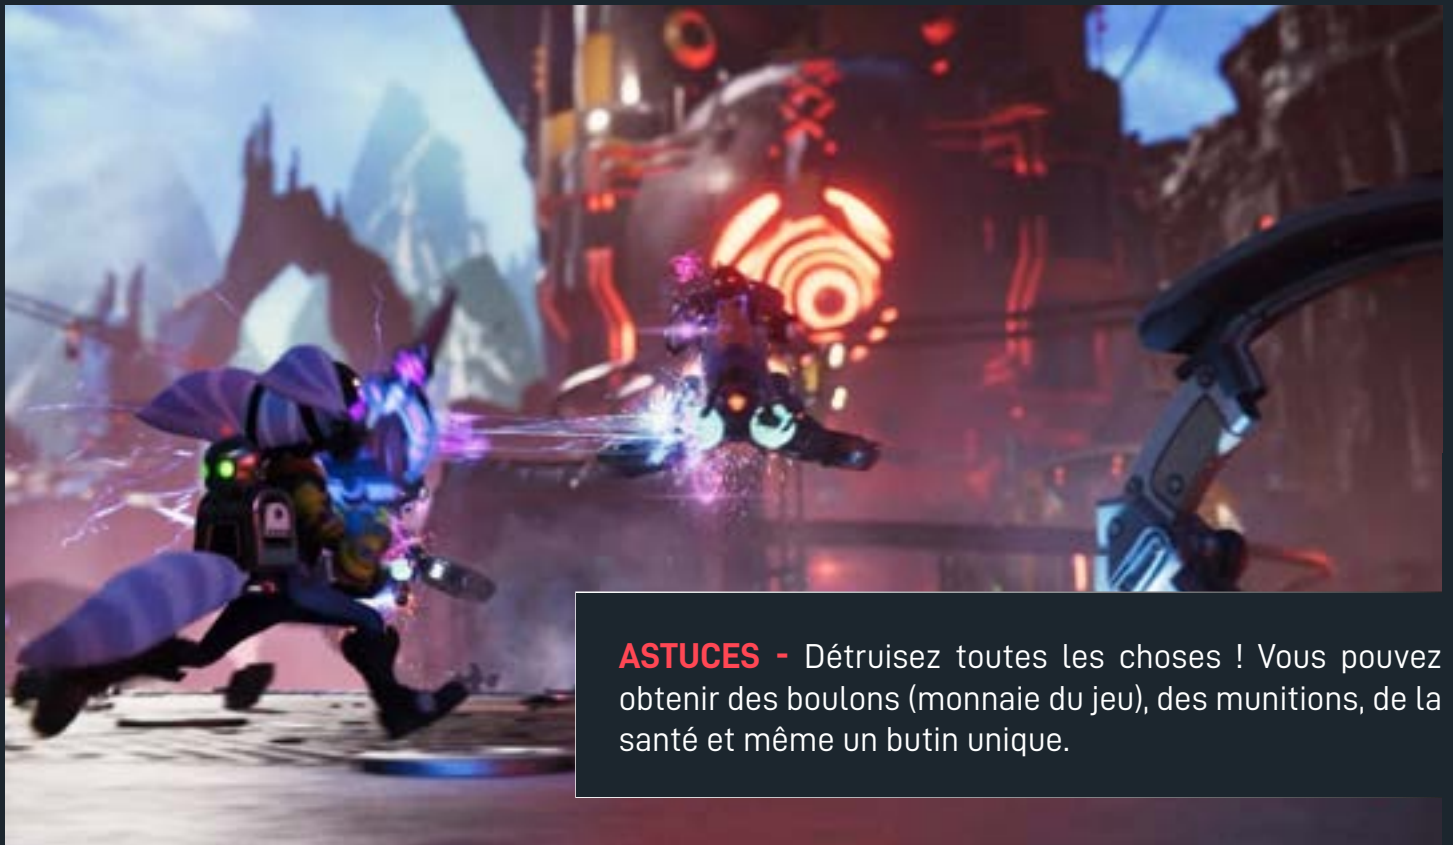 ASTUCES - Détruisez toutes les choses ! Vous pouvez
obtenir des boulons (monnaie du jeu), des munitions, de la
santé et même un butin unique.